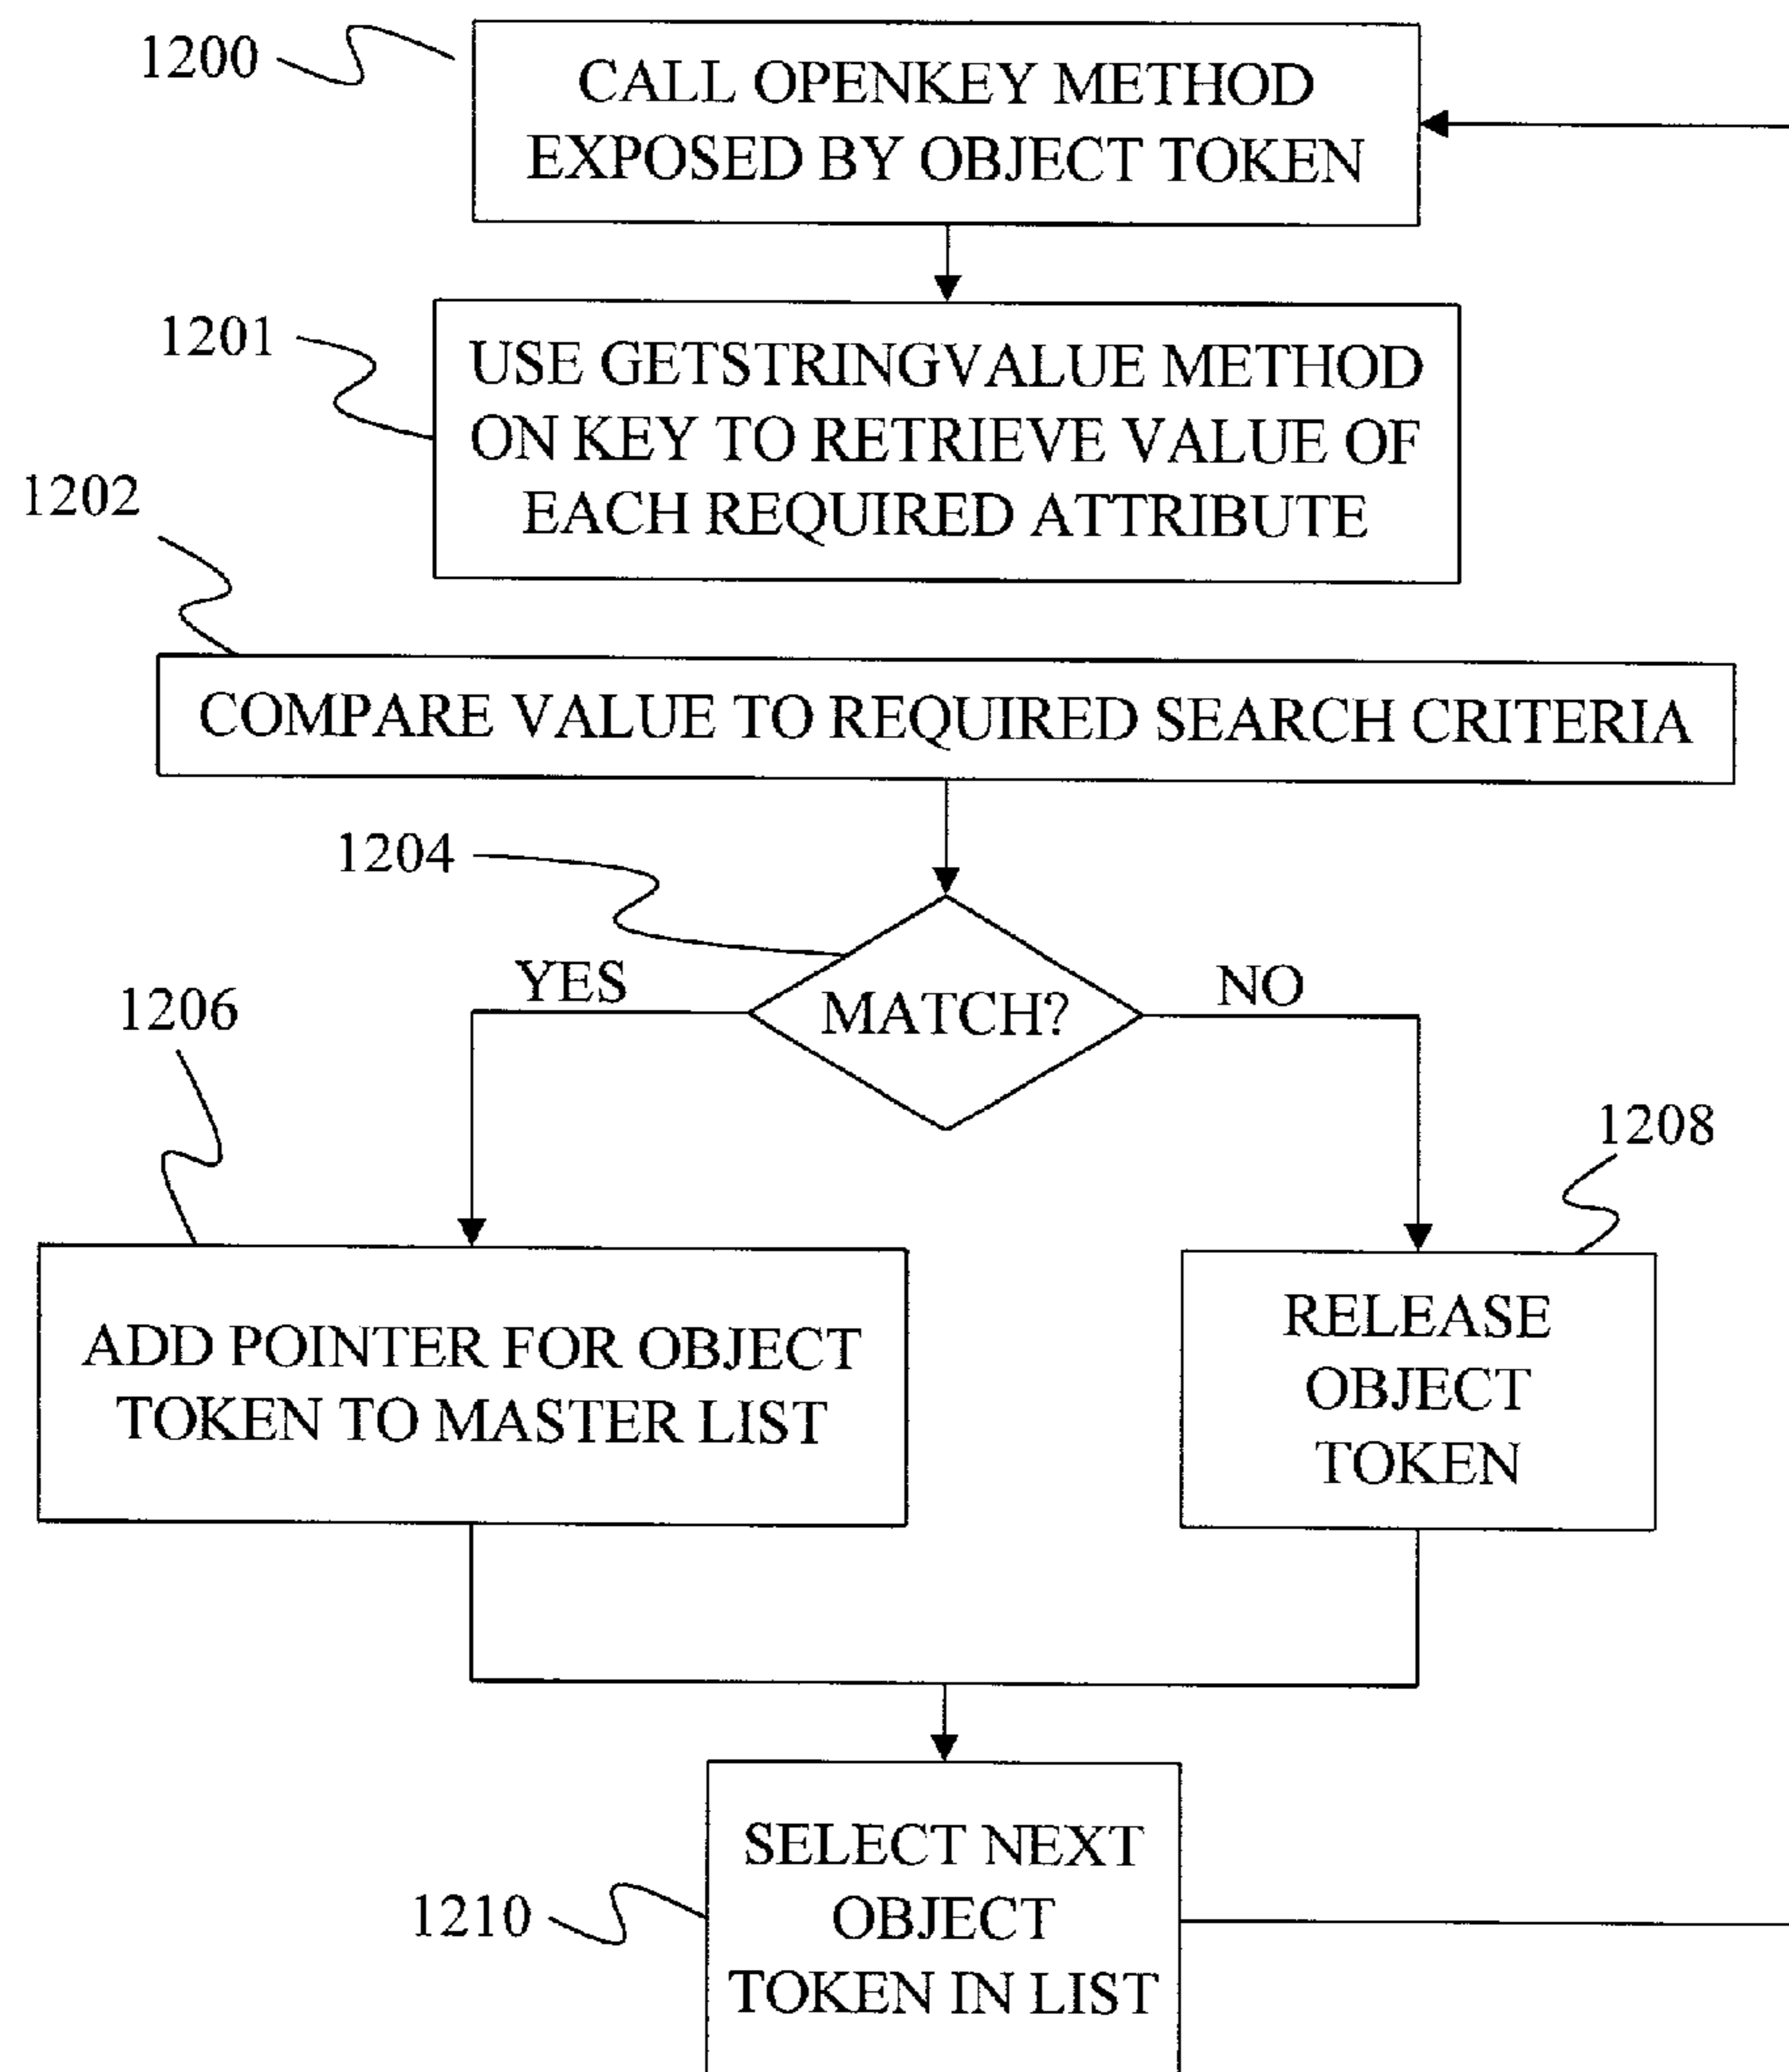 1200
CALL OPENKEY METHOD
EXPOSED BY OBJECT TOKEN
1201
USE GETSTRINGVALUE METHOD
ON KEY TO RETRIEVE VALUE OF
EACH REQUIRED ATTRIBUTE
1202
COMPARE VALUE TO REQUIRED SEARCH CRITERIA
1204
MATCH?
YES
NO
1206
ADD POINTER FOR OBJECT
TOKEN TO MASTER LIST
1208
RELEASE
OBJECT
TOKEN
1210
SELECT NEXT
OBJECT
TOKEN IN LIST